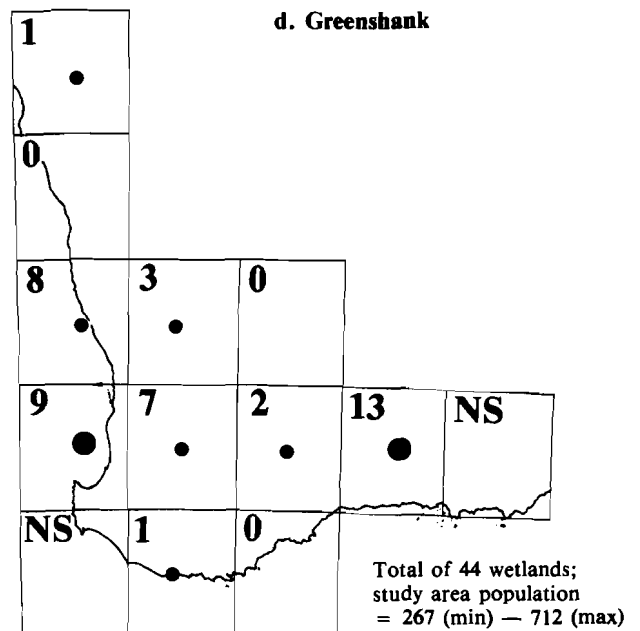 d. Greenshank
1
0
8 3 0
9 7 2 13 NS
NS 1 0
Total of 44 wetlands;
study area population
= 267 (min) — 712 (max)